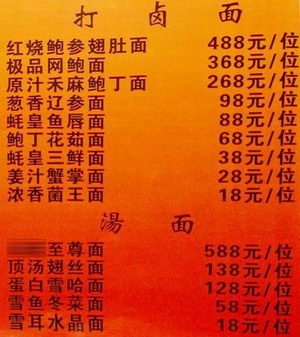 打卤面
红烧鲍参翅肚面 488元/位
极品网鲍面 368元/位
原汁禾麻鲍丁面 268元/位
葱香辽参面 98元/位
蚝皇鱼唇面 88元/位
鲍丁花茹面 68元/位
蚝皇三鲜面 38元/位
姜汁蟹掌面 28元/位
浓香菌王面 18元/位
湯面
至尊面 588元/位
顶汤翅丝面 138元/位
蛋白雪哈面 128元/位
雪鱼冬菜面 58元/位
雪耳水晶面 18元/位